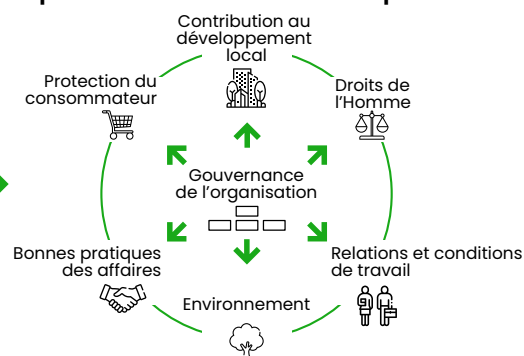 Contribution au
développement
local
Protection du
consommateur
Droits de
l'Homme
Gouvernance
de l'organisation
Bonnes pratiques
des affaires
Relations et conditions
de travail
Environnement